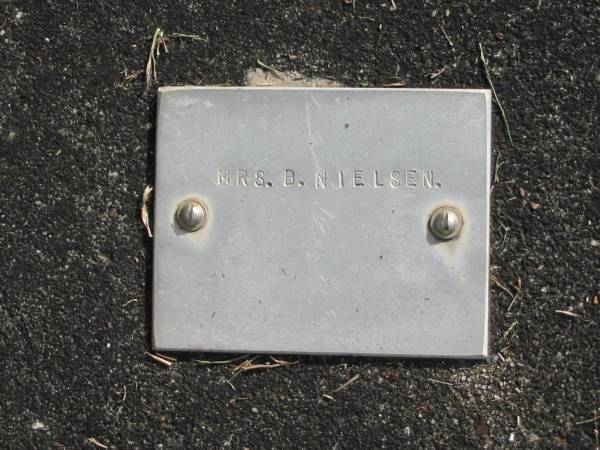 MRS. B. NIELSEN.